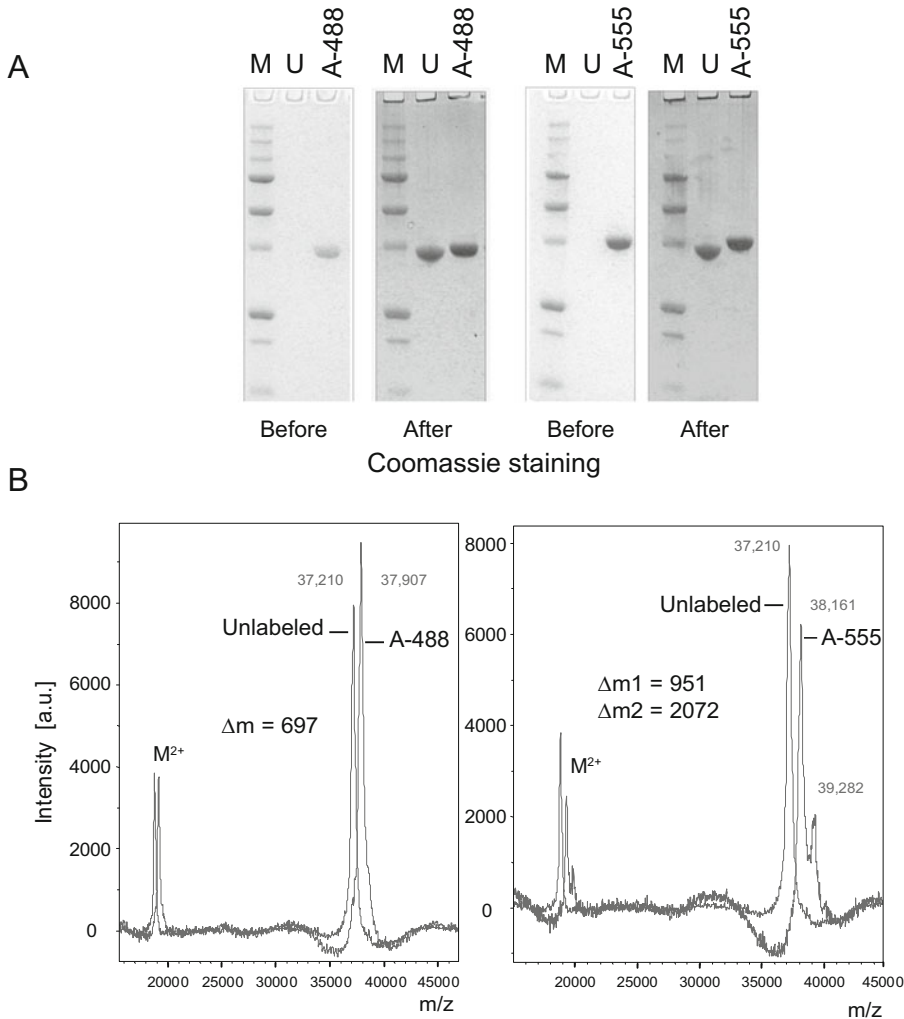 A
M U A-488 M U A-488 M U A-555 M U A-555
Before After Before After
Coomassie staining
B
Intensity [a.u.]
8000
6000
4000
2000
0
37,210 37,907
Unlabeled
A-488
Δm = 697
M²⁺
20000 25000 30000 35000 40000 45000
m/z
8000
6000
4000
2000
0
37,210
Unlabeled
38,161
A-555
Δm1 = 951
Δm2 = 2072
M²⁺
39,282
20000 25000 30000 35000 40000 45000
m/z